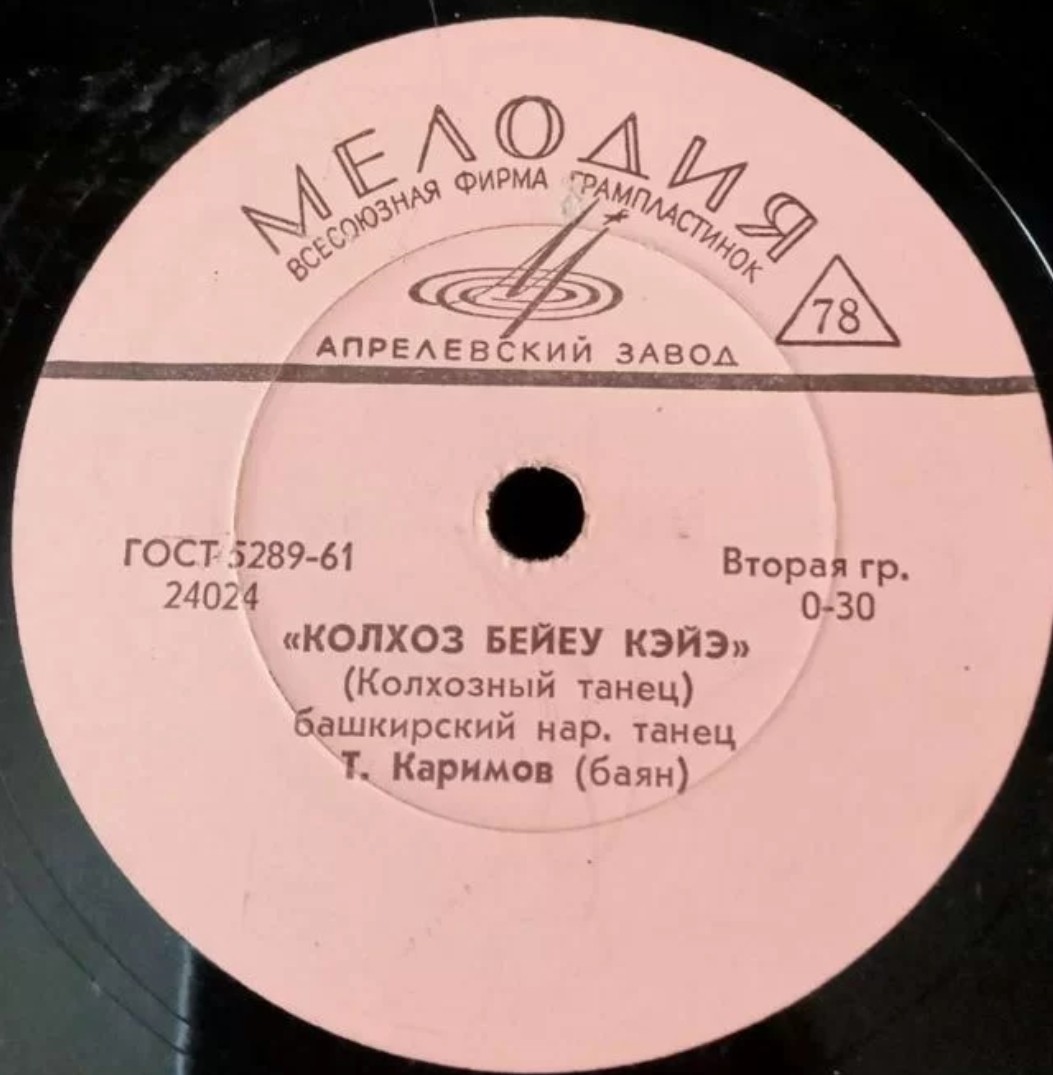 МЕЛОДИЯ
ВСЕСОЮЗНАЯ ФИРМА ГРАМПЛАСТИНОК
78
АПРЕЛЕВСКИЙ ЗАВОД
ГОСТ 5289-61
24024
Вторая гр.
0-30
«КОЛХОЗ БЕЙЕУ КЭЙЭ»
(Колхозный танец)
башкирский нар. танец
Т. Каримов (баян)